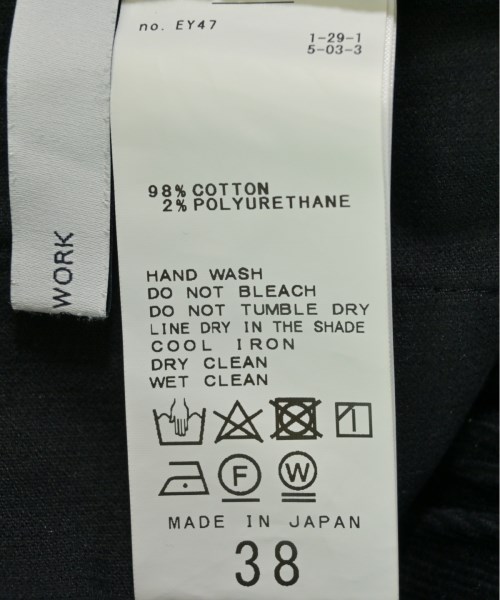 no. EY47
1-29-1
5-03-3
98% COTTON
2% POLYURETHANE
HAND WASH
DO NOT BLEACH
DO NOT TUMBLE DRY
LINE DRY IN THE SHADE
COOL IRON
DRY CLEAN
WET CLEAN
F W
MADE IN JAPAN
38
WORK